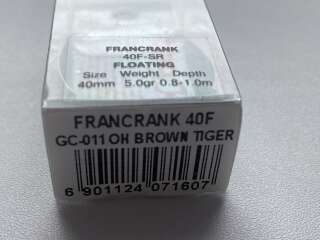 FRANCRANK
40F-SR
FLOATING
Size Weight Depth
40mm 5.0gr 0.8-1.0m
FRANCRANK 40F
GC-011 OH BROWN TIGER
6 901124 071607